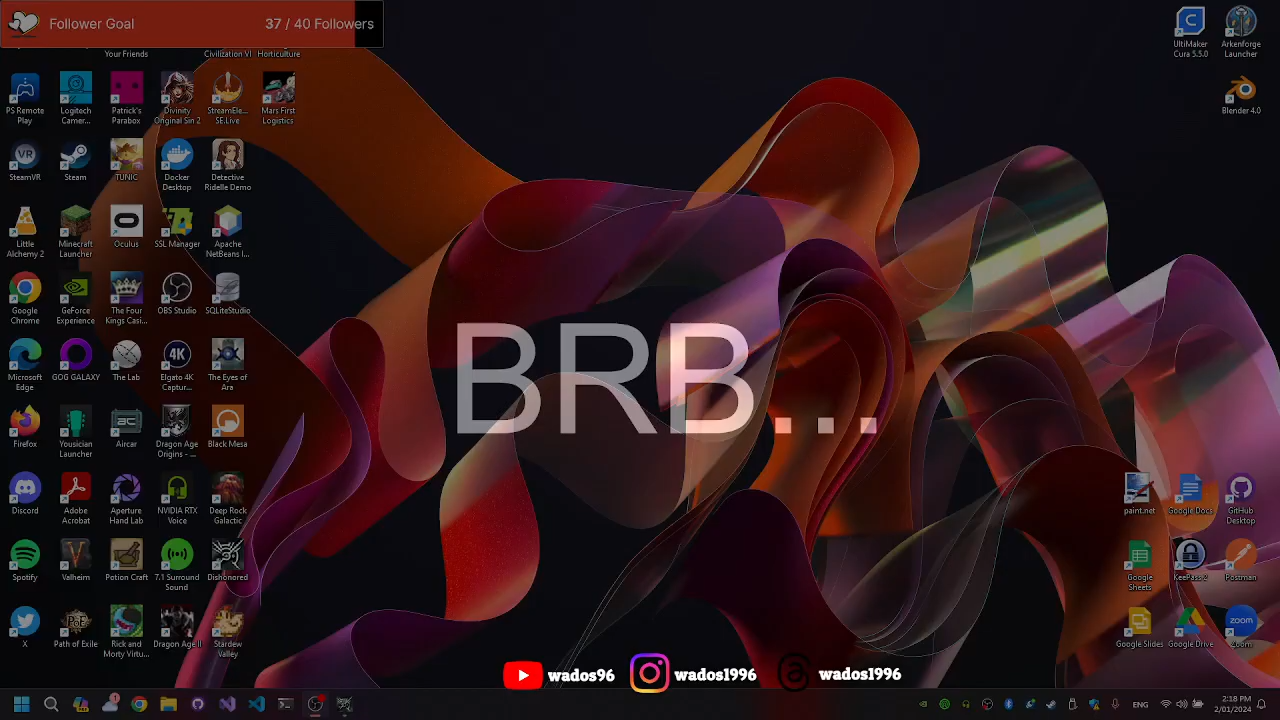 Follower Goal
37 / 40 Followers
Your Friends
Civilization VI
Horticulture
PS Remote Play
Logitech Camer...
Patrick's Parabox
Divinity Original Sin 2
StreamEle... SE.Live
Mars First Logistics
SteamVR
Steam
TUNIC
Docker Desktop
Detective Ridelle Demo
Little Alchemy 2
Minecraft Launcher
Oculus
SSL Manager
Apache NetBeans I...
Google Chrome
GeForce Experience
The Four Kings Casi...
OBS Studio
SQLiteStudio
Microsoft Edge
GOG GALAXY
The Lab
4K
Elgato 4K Captur...
The Eyes of Ara
Firefox
Yousician Launcher
Aircar
Dragon Age Origins - ...
Black Mesa
Discord
Adobe Acrobat
Aperture Hand Lab
NVIDIA RTX Voice
Deep Rock Galactic
Spotify
Valheim
Potion Craft
7.1 Surround Sound
Dishonored
X
Path of Exile
Rick and Morty Virtu...
Dragon Age II
Stardew Valley
UltiMaker Cura 5.5.0
Arkenforge Launcher
Blender 4.0
BRB...
paint.net
Google Docs
GitHub Desktop
Google Sheets
KeePass 2
Postman
Google Slides
Google Drive
zoom
Zoom
wados96
wados1996
wados1996
ENG
2:18 PM
2/01/2024